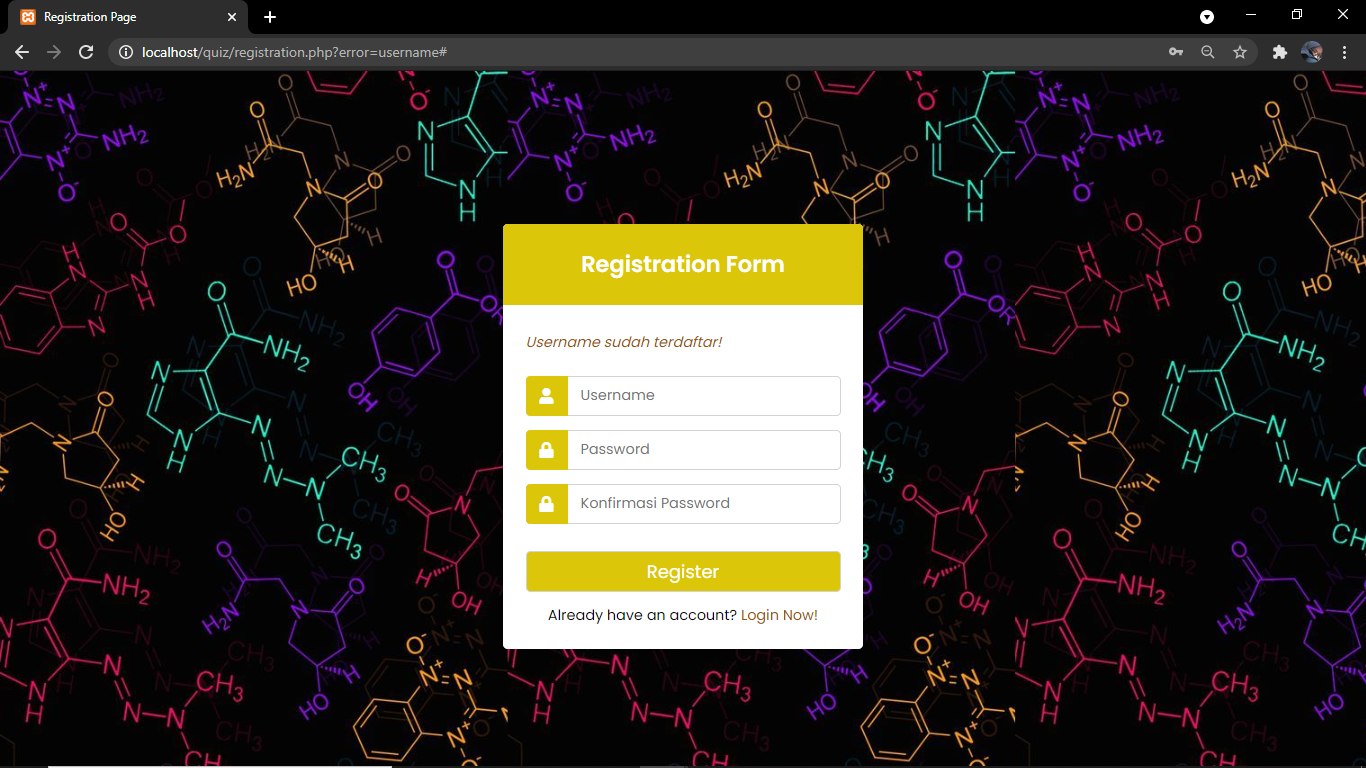 Registration Page
localhost/quiz/registration.php?error=username#
Registration Form
Username sudah terdaftar!
Username
Password
Konfirmasi Password
Register
Already have an account? Login Now!